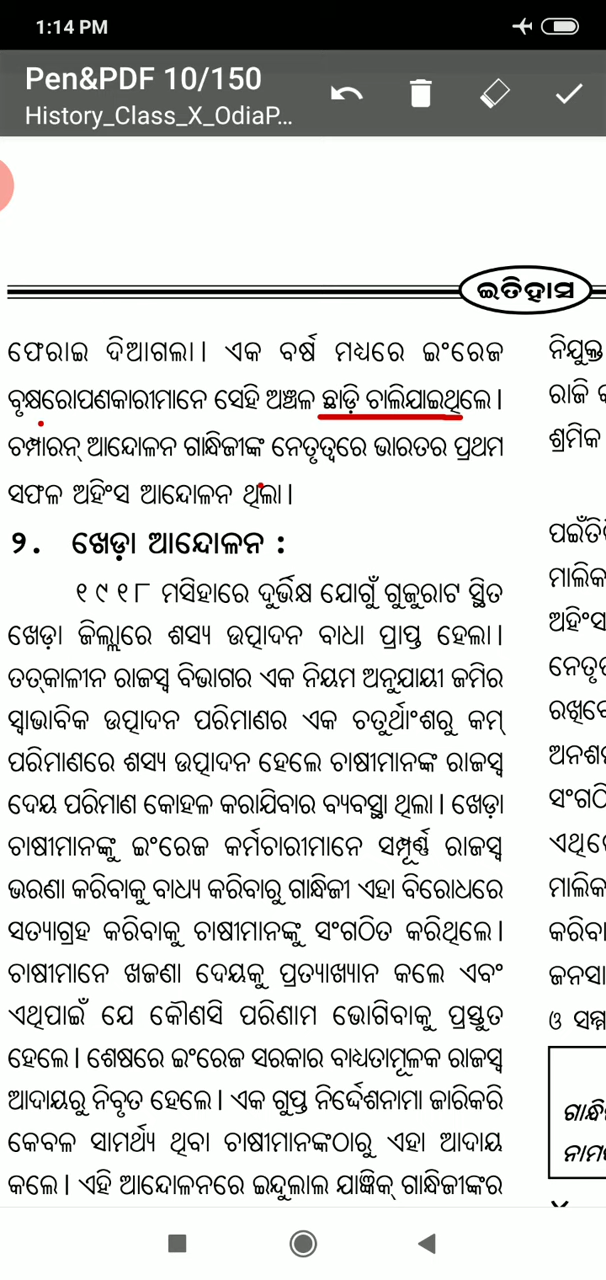 1:14 PM
Pen&PDF 10/150
History_Class_X_OdiaP...
ଇତିହାସ
ଫେରାଇ ଦିଆଗଲା। ଏକ ବର୍ଷ ମଧ୍ୟରେ ଇଂରେଜ
ବୃକ୍ଷରୋପଣକାରୀମାନେ ସେହି ଅଞ୍ଚଳ ଛାଡ଼ି ଚାଲିଯାଇଥିଲେ।
ଚମ୍ପାରନ୍ ଆନ୍ଦୋଳନ ଗାନ୍ଧିଜୀଙ୍କ ନେତୃତ୍ୱରେ ଭାରତର ପ୍ରଥମ
ସଫଳ ଅହିଂସ ଆନ୍ଦୋଳନ ଥିଲା।
୨. ଖେଡ଼ା ଆନ୍ଦୋଳନ :
୧୯୧୮ ମସିହାରେ ଦୁର୍ଭିକ୍ଷ ଯୋଗୁଁ ଗୁଜୁରାଟ ସ୍ଥିତ
ଖେଡ଼ା ଜିଲ୍ଲାରେ ଶସ୍ୟ ଉତ୍ପାଦନ ବାଧା ପ୍ରାପ୍ତ ହେଲା।
ତତ୍କାଳୀନ ରାଜସ୍ୱ ବିଭାଗର ଏକ ନିୟମ ଅନୁଯାୟୀ ଜମିର
ସ୍ୱାଭାବିକ ଉତ୍ପାଦନ ପରିମାଣର ଏକ ଚତୁର୍ଥାଂଶରୁ କମ୍
ପରିମାଣରେ ଶସ୍ୟ ଉତ୍ପାଦନ ହେଲେ ଚାଷୀମାନଙ୍କ ରାଜସ୍ୱ
ଦେୟ ପରିମାଣ କୋହଳ କରାଯିବାର ବ୍ୟବସ୍ଥା ଥିଲା। ଖେଡ଼ା
ଚାଷୀମାନଙ୍କୁ ଇଂରେଜ କର୍ମଚାରୀମାନେ ସମ୍ପୂର୍ଣ୍ଣ ରାଜସ୍ୱ
ଭରଣା କରିବାକୁ ବାଧ୍ୟ କରିବାରୁ ଗାନ୍ଧିଜୀ ଏହା ବିରୋଧରେ
ସତ୍ୟାଗ୍ରହ କରିବାକୁ ଚାଷୀମାନଙ୍କୁ ସଂଗଠିତ କରିଥିଲେ।
ଚାଷୀମାନେ ଖଜଣା ଦେୟକୁ ପ୍ରତ୍ୟାଖ୍ୟାନ କଲେ ଏବଂ
ଏଥିପାଇଁ ଯେ କୌଣସି ପରିଣାମ ଭୋଗିବାକୁ ପ୍ରସ୍ତୁତ
ହେଲେ। ଶେଷରେ ଇଂରେଜ ସରକାର ବାଧ୍ୟତାମୂଳକ ରାଜସ୍ୱ
ଆଦାୟରୁ ନିବୃତ ହେଲେ। ଏକ ଗୁପ୍ତ ନିର୍ଦ୍ଦେଶନାମା ଜାରିକରି
କେବଳ ସାମର୍ଥ୍ୟ ଥିବା ଚାଷୀମାନଙ୍କଠାରୁ ଏହା ଆଦାୟ
କଲେ। ଏହି ଆନ୍ଦୋଳନରେ ଇନ୍ଦୁଲାଲ ଯାଜ୍ଞିକ୍ ଗାନ୍ଧିଜୀଙ୍କର
ନିଯୁକ୍ତ
ରାଜି
ଶ୍ରମିକ
ମାଲିକ
ଅହିଂସ
ସଂଗଠି
ମାଲିକ
କରିବା
ଜନସା
ଓ